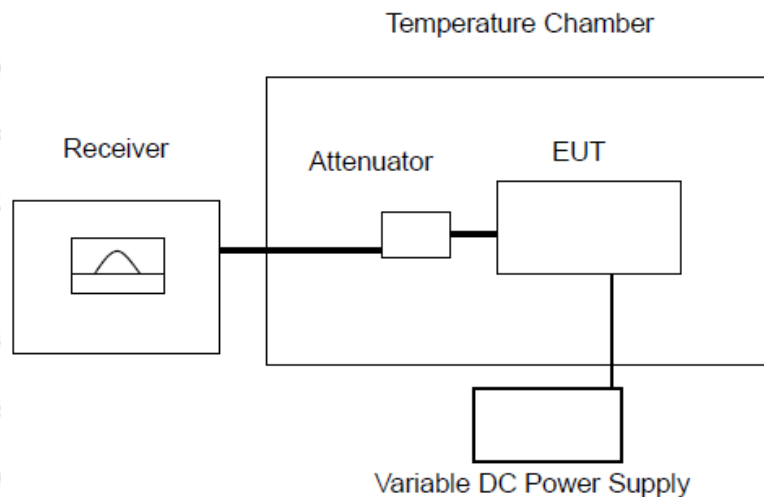 Temperature Chamber
Receiver
Attenuator
EUT
Variable DC Power Supply